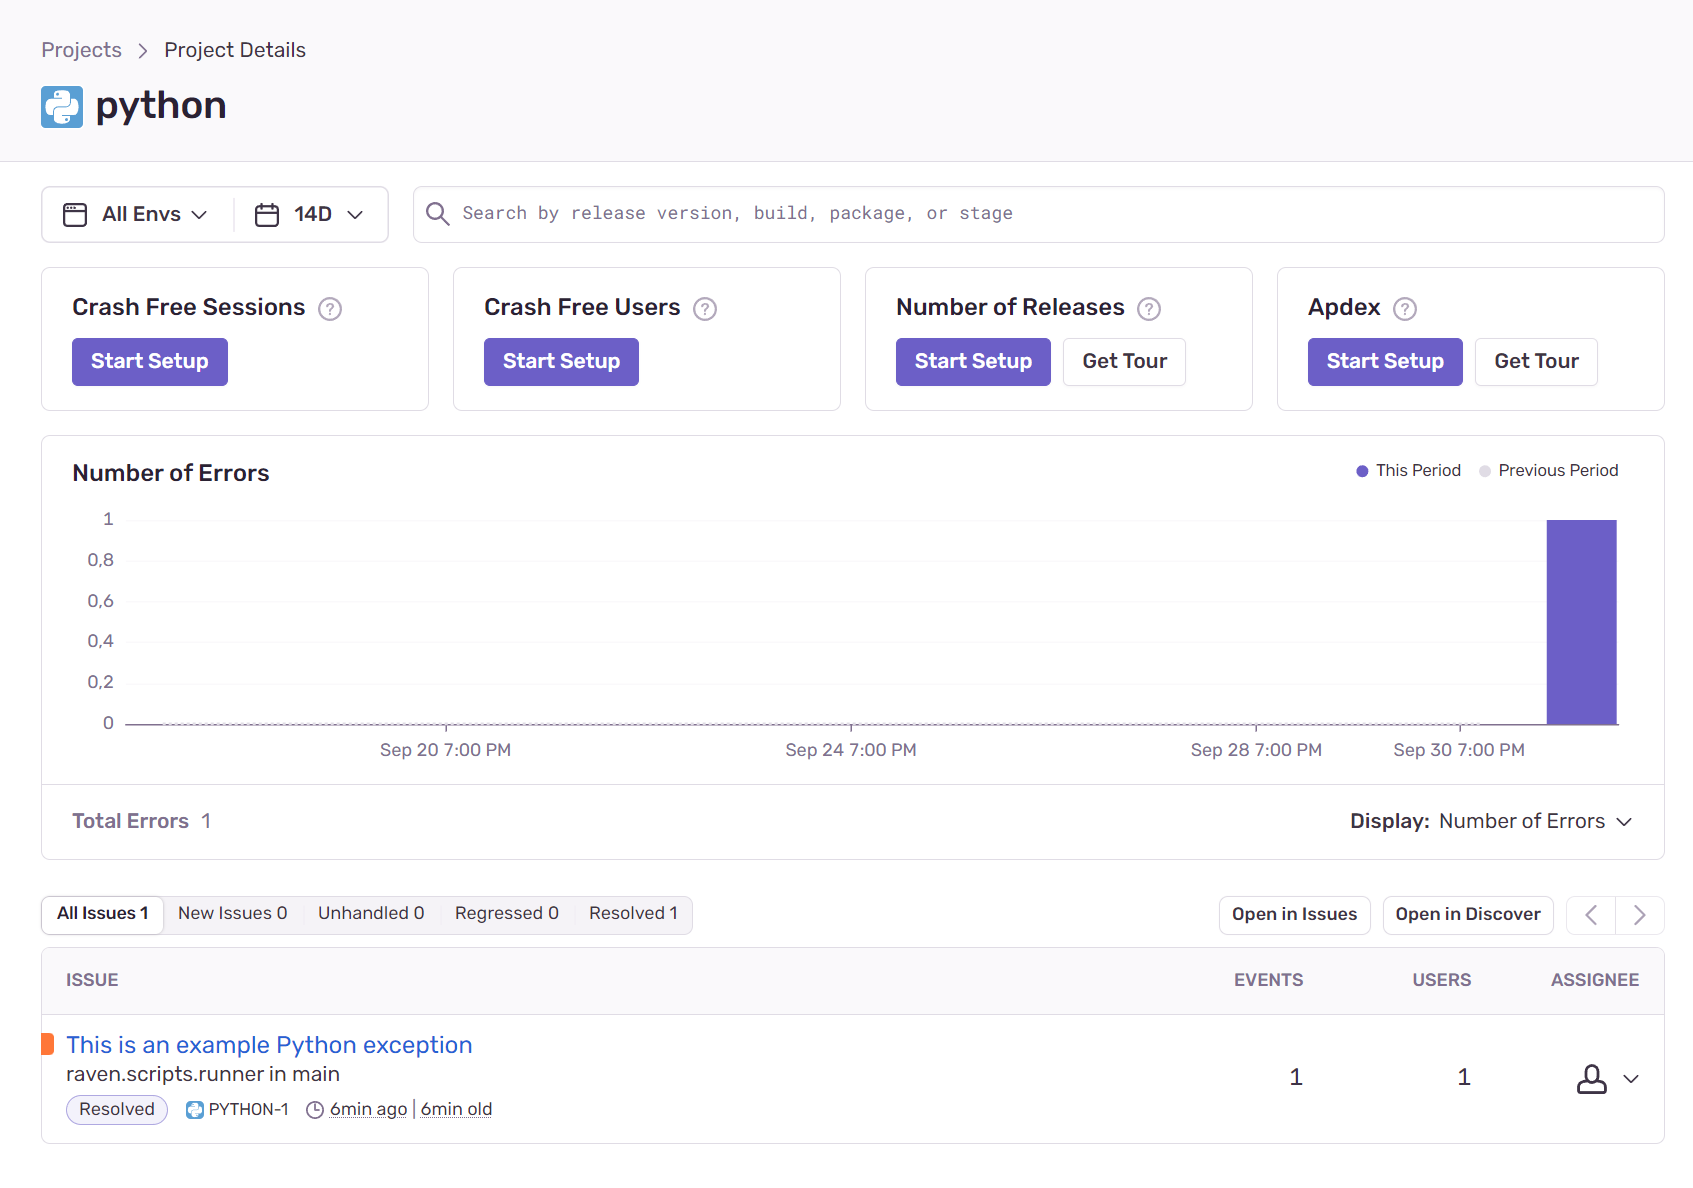 Projects > Project Details
python
All Envs 14D Search by release version, build, package, or stage
Crash Free Sessions ? Crash Free Users ? Number of Releases ? Apdex ?
Start Setup Start Setup Start Setup Get Tour Start Setup Get Tour
Number of Errors This Period Previous Period
1
0,8
0,6
0,4
0,2
0
Sep 20 7:00 PM Sep 24 7:00 PM Sep 28 7:00 PM Sep 30 7:00 PM
Total Errors 1 Display: Number of Errors
All Issues 1 New Issues 0 Unhandled 0 Regressed 0 Resolved 1 Open in Issues Open in Discover
ISSUE EVENTS USERS ASSIGNEE
This is an example Python exception
raven.scripts.runner in main 1 1
Resolved PYTHON-1 6min ago | 6min old